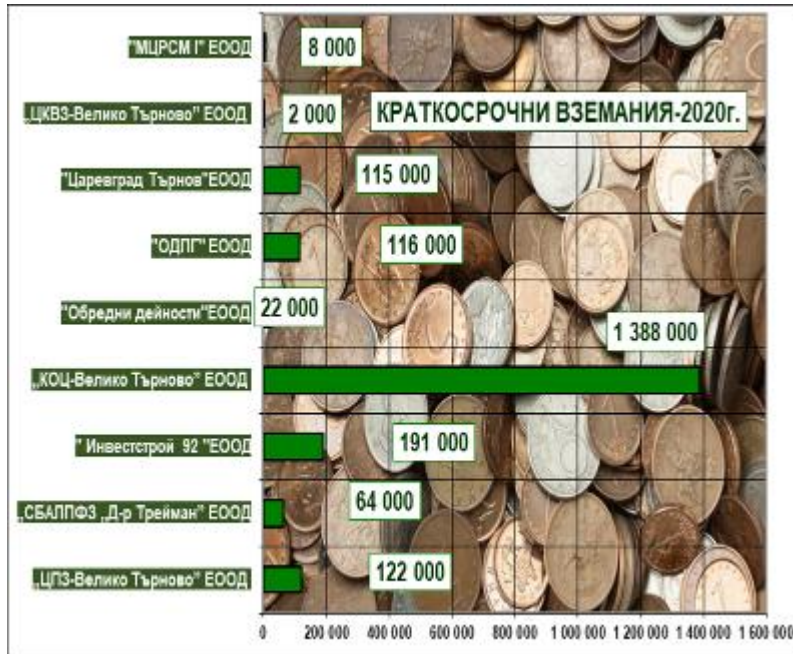 "МЦРСМ I" ЕООД
8 000
„ЦКВЗ-Велико Търново" ЕООД
2 000
КРАТКОСРОЧНИ ВЗЕМАНИЯ-2020г.
"Царевград Търнов"ЕООД
115 000
"ОДПГ" ЕООД
116 000
"Обредни дейности"ЕООД
22 000
1 388 000
„КОЦ-Велико Търново" ЕООД
" Инвестстрой 92 "ЕООД
191 000
„СБАЛПФЗ „Д-р Трейман" ЕООД
64 000
„ЦПЗ-Велико Търново" ЕООД
122 000
0 200 000 400 000 600 000 800 000 1 000 000 1 200 000 1 400 000 1 600 000